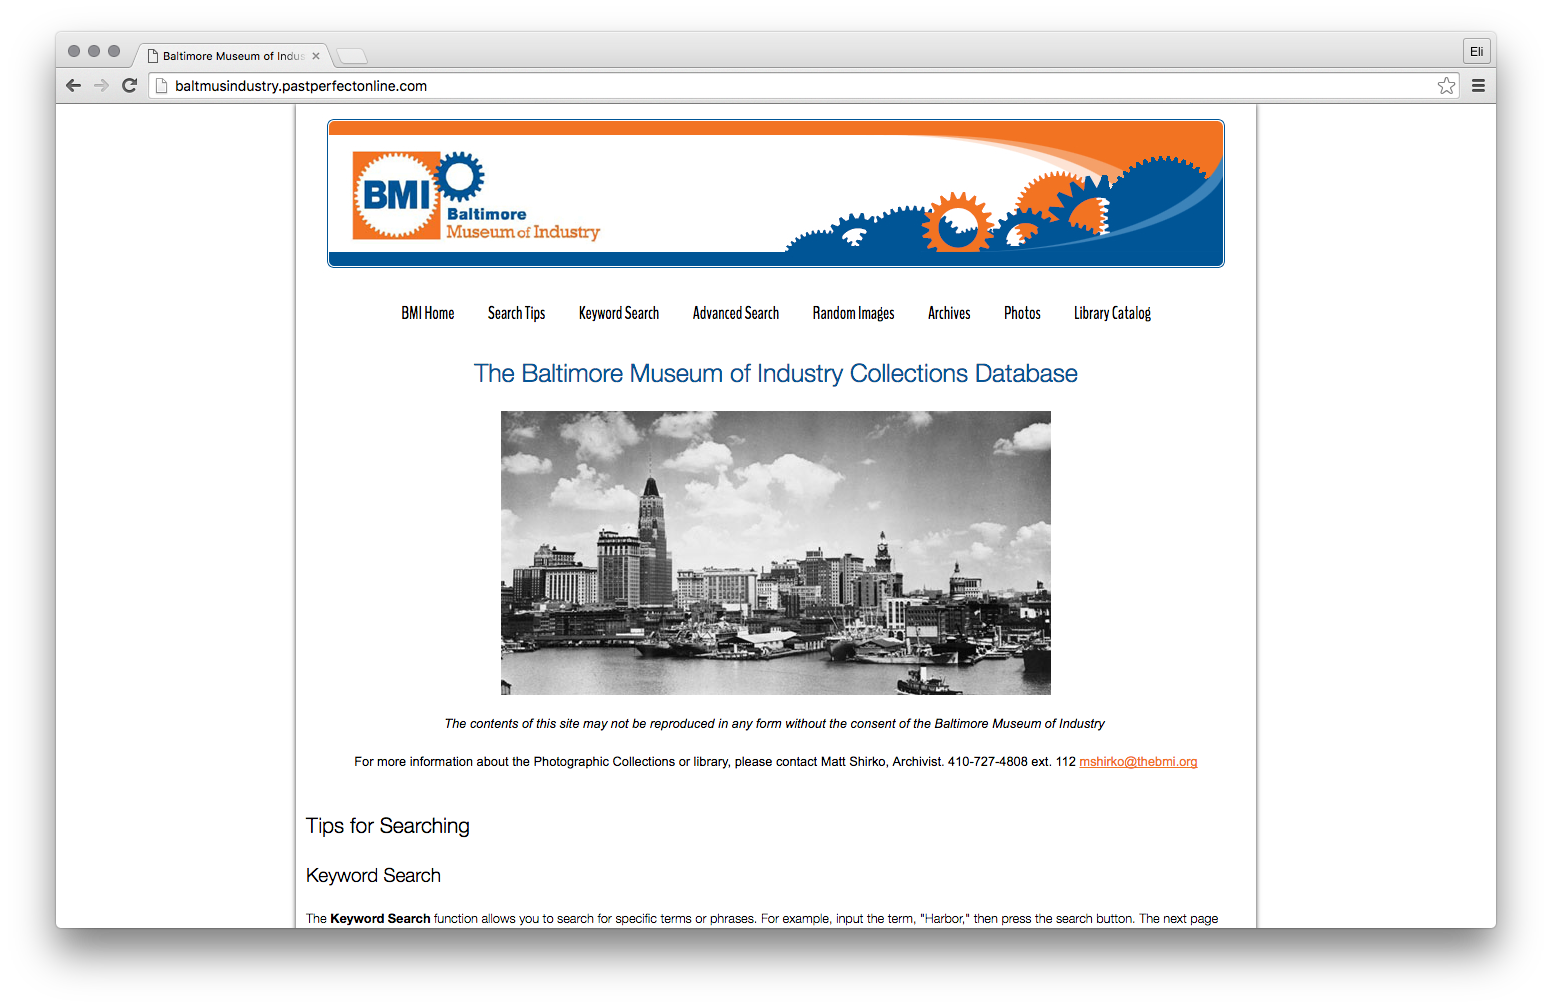 Baltimore Museum of Indus
Eli
baltmusindustry.pastperfectonline.com
BMI
Baltimore
Museum of Industry
BMI Home Search Tips Keyword Search Advanced Search Random Images Archives Photos Library Catalog
The Baltimore Museum of Industry Collections Database
The contents of this site may not be reproduced in any form without the consent of the Baltimore Museum of Industry
For more information about the Photographic Collections or library, please contact Matt Shirko, Archivist. 410-727-4808 ext. 112 mshirko@thebmi.org
Tips for Searching
Keyword Search
The Keyword Search function allows you to search for specific terms or phrases. For example, input the term, "Harbor," then press the search button. The next page